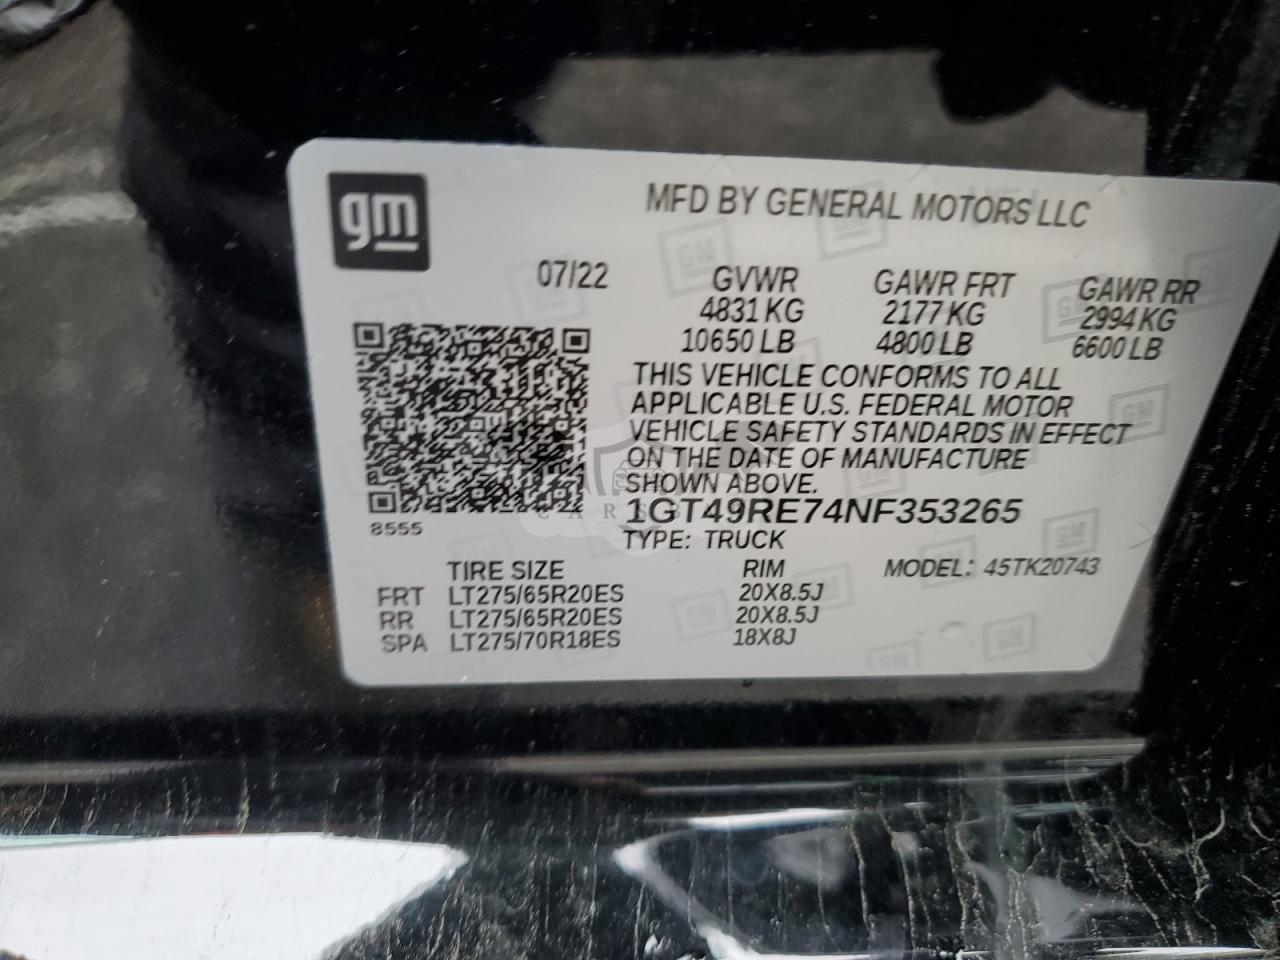 gm
MFD BY GENERAL MOTORS LLC
07/22 GVWR GAWR FRT GAWR RR
4831 KG 2177 KG 2994 KG
10650 LB 4800 LB 6600 LB
THIS VEHICLE CONFORMS TO ALL
APPLICABLE U.S. FEDERAL MOTOR
VEHICLE SAFETY STANDARDS IN EFFECT
ON THE DATE OF MANUFACTURE
SHOWN ABOVE.
1GT49RE74NF353265
8555
TYPE: TRUCK
TIRE SIZE RIM MODEL: 45TK20743
FRT LT275/65R20ES 20X8.5J
RR LT275/65R20ES 20X8.5J
SPA LT275/70R18ES 18X8J